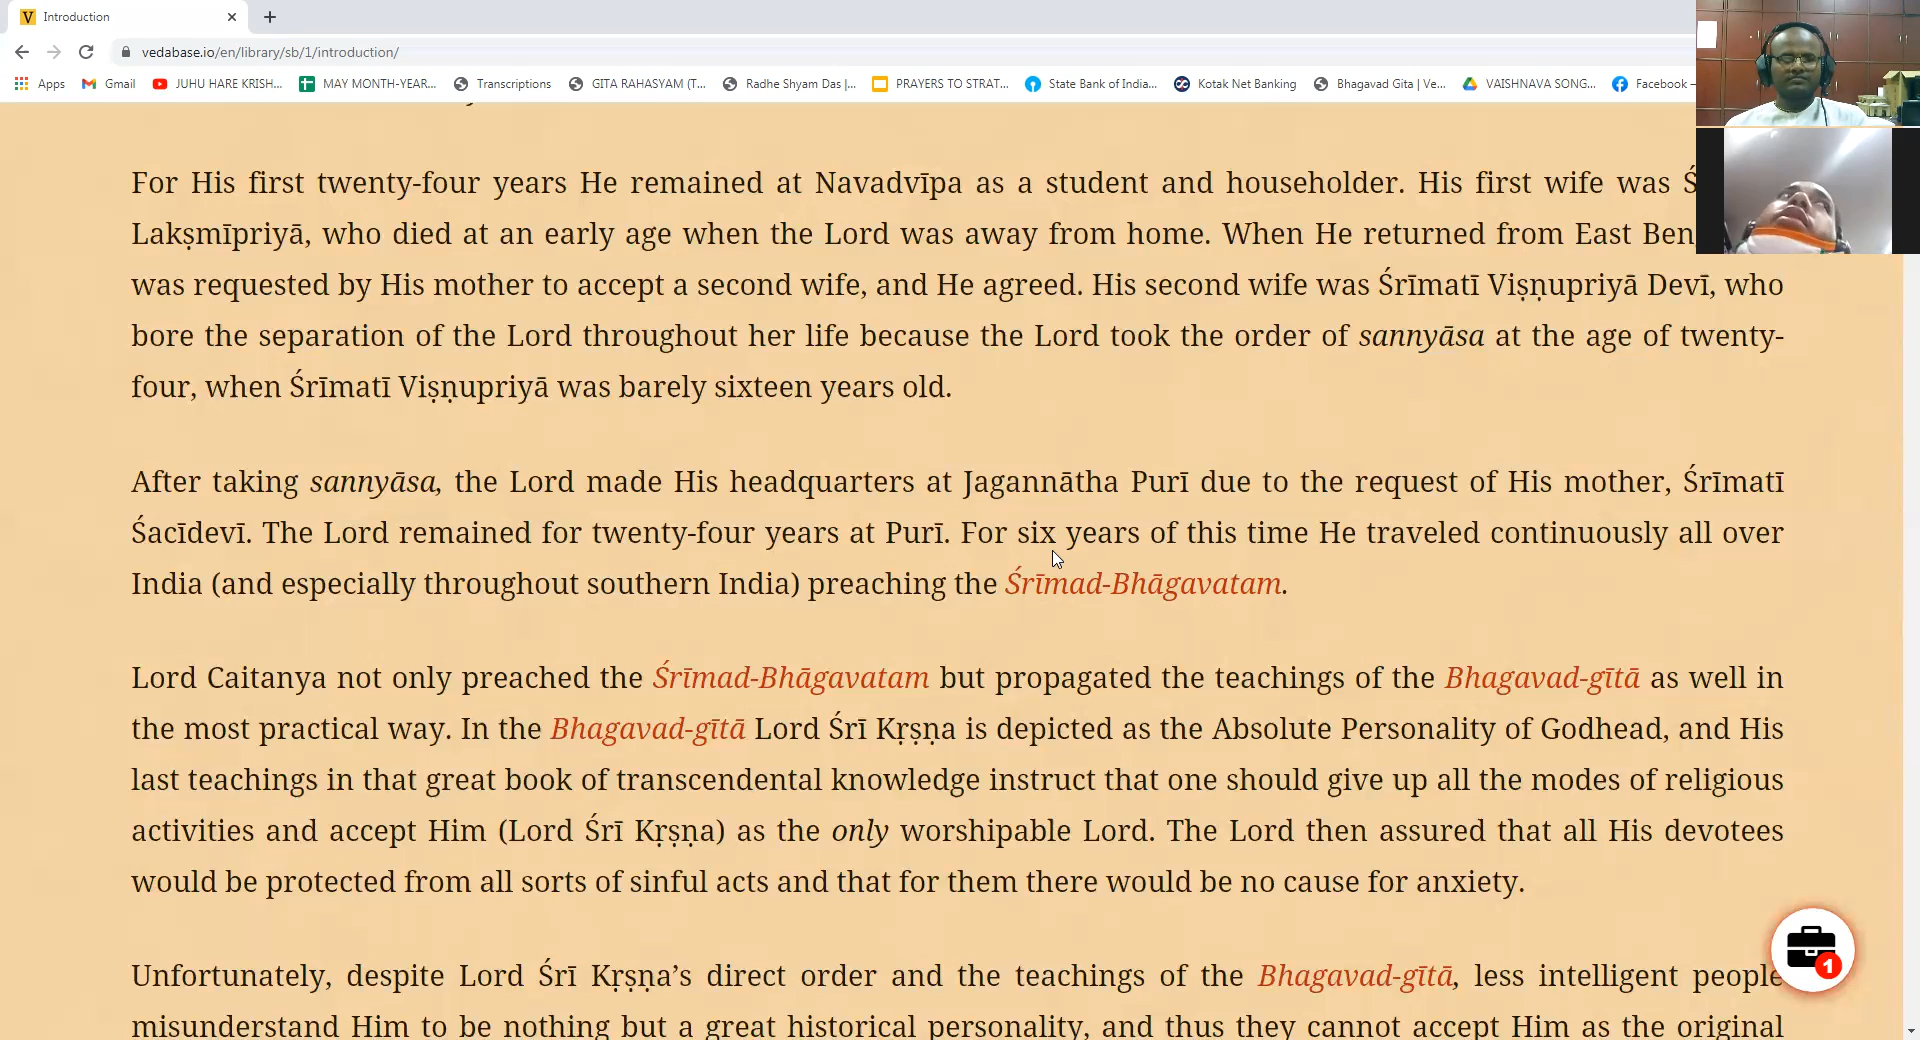 Introduction
vedabase.io/en/library/sb/1/introduction/
Apps Gmail JUHU HARE KRISH... MAY MONTH-YEAR... Transcriptions GITA RAHASYAM (T... Radhe Shyam Das |... PRAYERS TO STRAT... State Bank of India... Kotak Net Banking Bhagavad Gita | Ve... VAISHNAVA SONG... Facebook –
For His first twenty-four years He remained at Navadvīpa as a student and householder. His first wife was
Lakṣmīpriyā, who died at an early age when the Lord was away from home. When He returned from East Ben
was requested by His mother to accept a second wife, and He agreed. His second wife was Śrīmatī Viṣṇupriyā Devī, who
bore the separation of the Lord throughout her life because the Lord took the order of sannyāsa at the age of twenty-
four, when Śrīmatī Viṣṇupriyā was barely sixteen years old.
After taking sannyāsa, the Lord made His headquarters at Jagannātha Purī due to the request of His mother, Śrīmatī
Śacīdevī. The Lord remained for twenty-four years at Purī. For six years of this time He traveled continuously all over
India (and especially throughout southern India) preaching the Śrīmad-Bhāgavatam.
Lord Caitanya not only preached the Śrīmad-Bhāgavatam but propagated the teachings of the Bhagavad-gītā as well in
the most practical way. In the Bhagavad-gītā Lord Śrī Kṛṣṇa is depicted as the Absolute Personality of Godhead, and His
last teachings in that great book of transcendental knowledge instruct that one should give up all the modes of religious
activities and accept Him (Lord Śrī Kṛṣṇa) as the only worshipable Lord. The Lord then assured that all His devotees
would be protected from all sorts of sinful acts and that for them there would be no cause for anxiety.
Unfortunately, despite Lord Śrī Kṛṣṇa’s direct order and the teachings of the Bhagavad-gītā, less intelligent people
misunderstand Him to be nothing but a great historical personality, and thus they cannot accept Him as the original
1